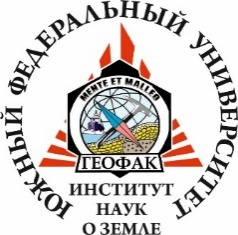 ЮЖНЫЙ ФЕДЕРАЛЬНЫЙ УНИВЕРСИТЕТ
MENTE ET MALLEO
ГЕОФАК
ИНСТИТУТ
НАУК
О ЗЕМЛЕ